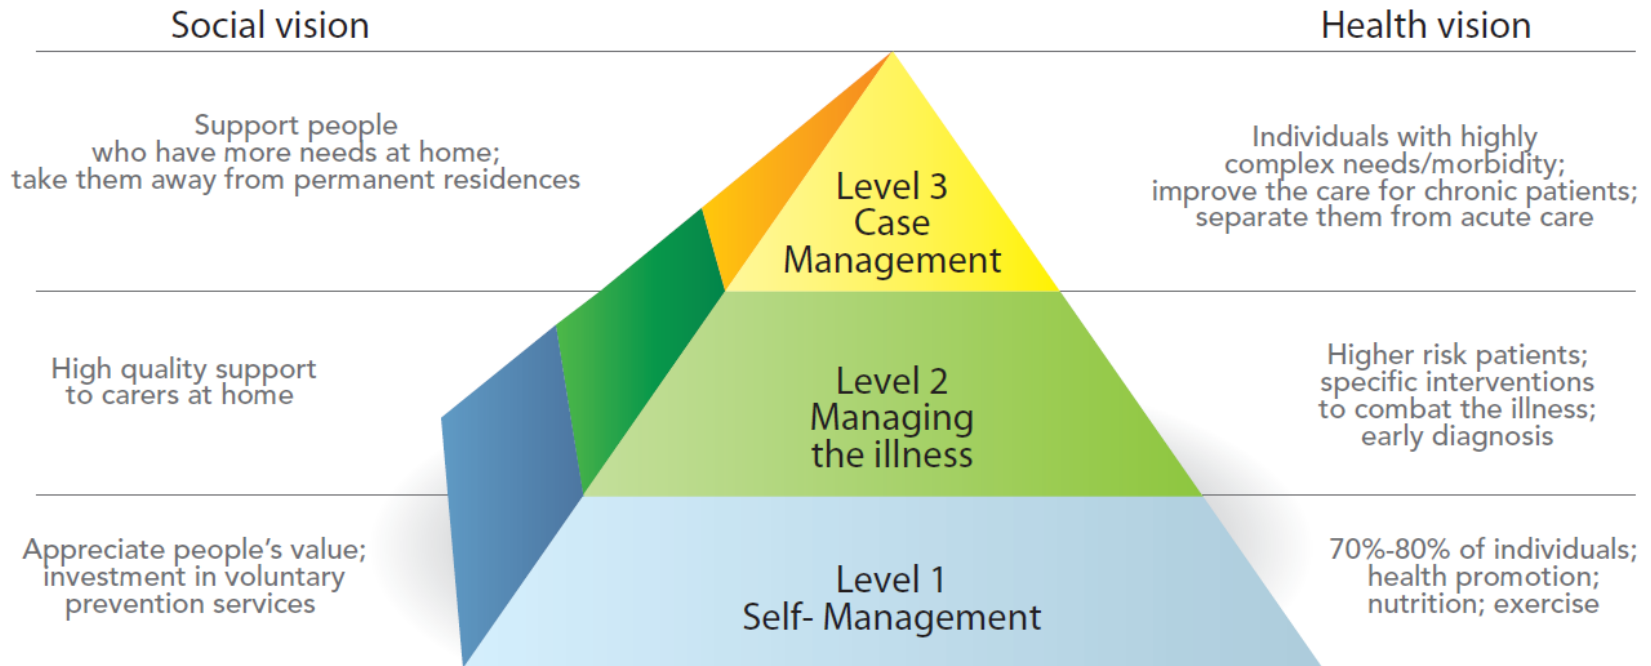 Social vision
Health vision
Support people
who have more needs at home;
take them away from permanent residences
Level 3
Case
Management
Individuals with highly
complex needs/morbidity;
improve the care for chronic patients;
separate them from acute care
High quality support
to carers at home
Level 2
Managing
the illness
Higher risk patients;
specific interventions
to combat the illness;
early diagnosis
Appreciate people's value;
investment in voluntary
prevention services
Level 1
Self- Management
70%-80% of individuals;
health promotion;
nutrition; exercise